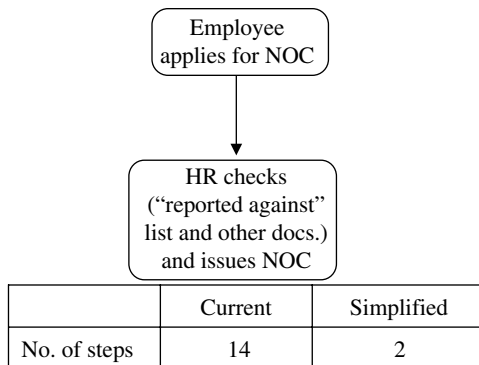 Employee
applies for NOC
HR checks
(“reported against”
list and other docs.)
and issues NOC
Current Simplified
No. of steps 14 2